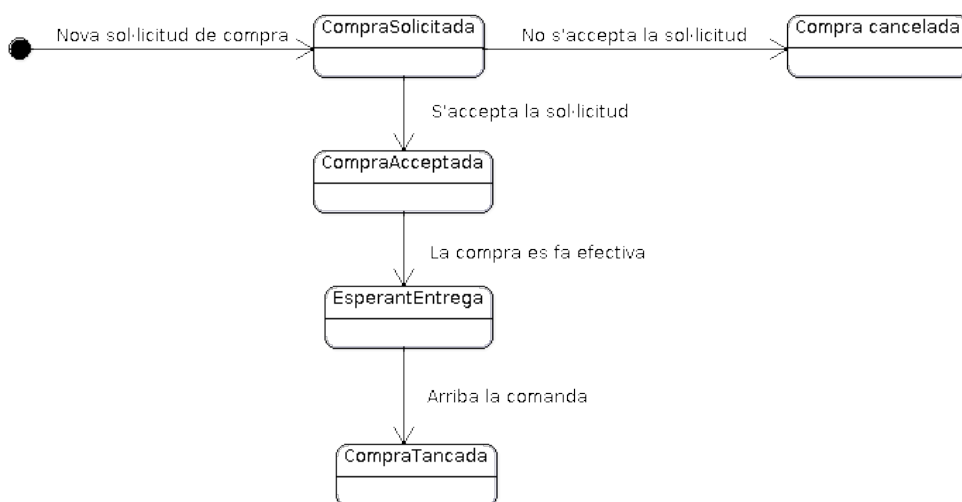 Nova sol·licitud de compra
CompraSolicitada
No s'accepta la sol·licitud
Compra cancelada
S'accepta la sol·licitud
CompraAcceptada
La compra es fa efectiva
EsperantEntrega
Arriba la comanda
CompraTancada